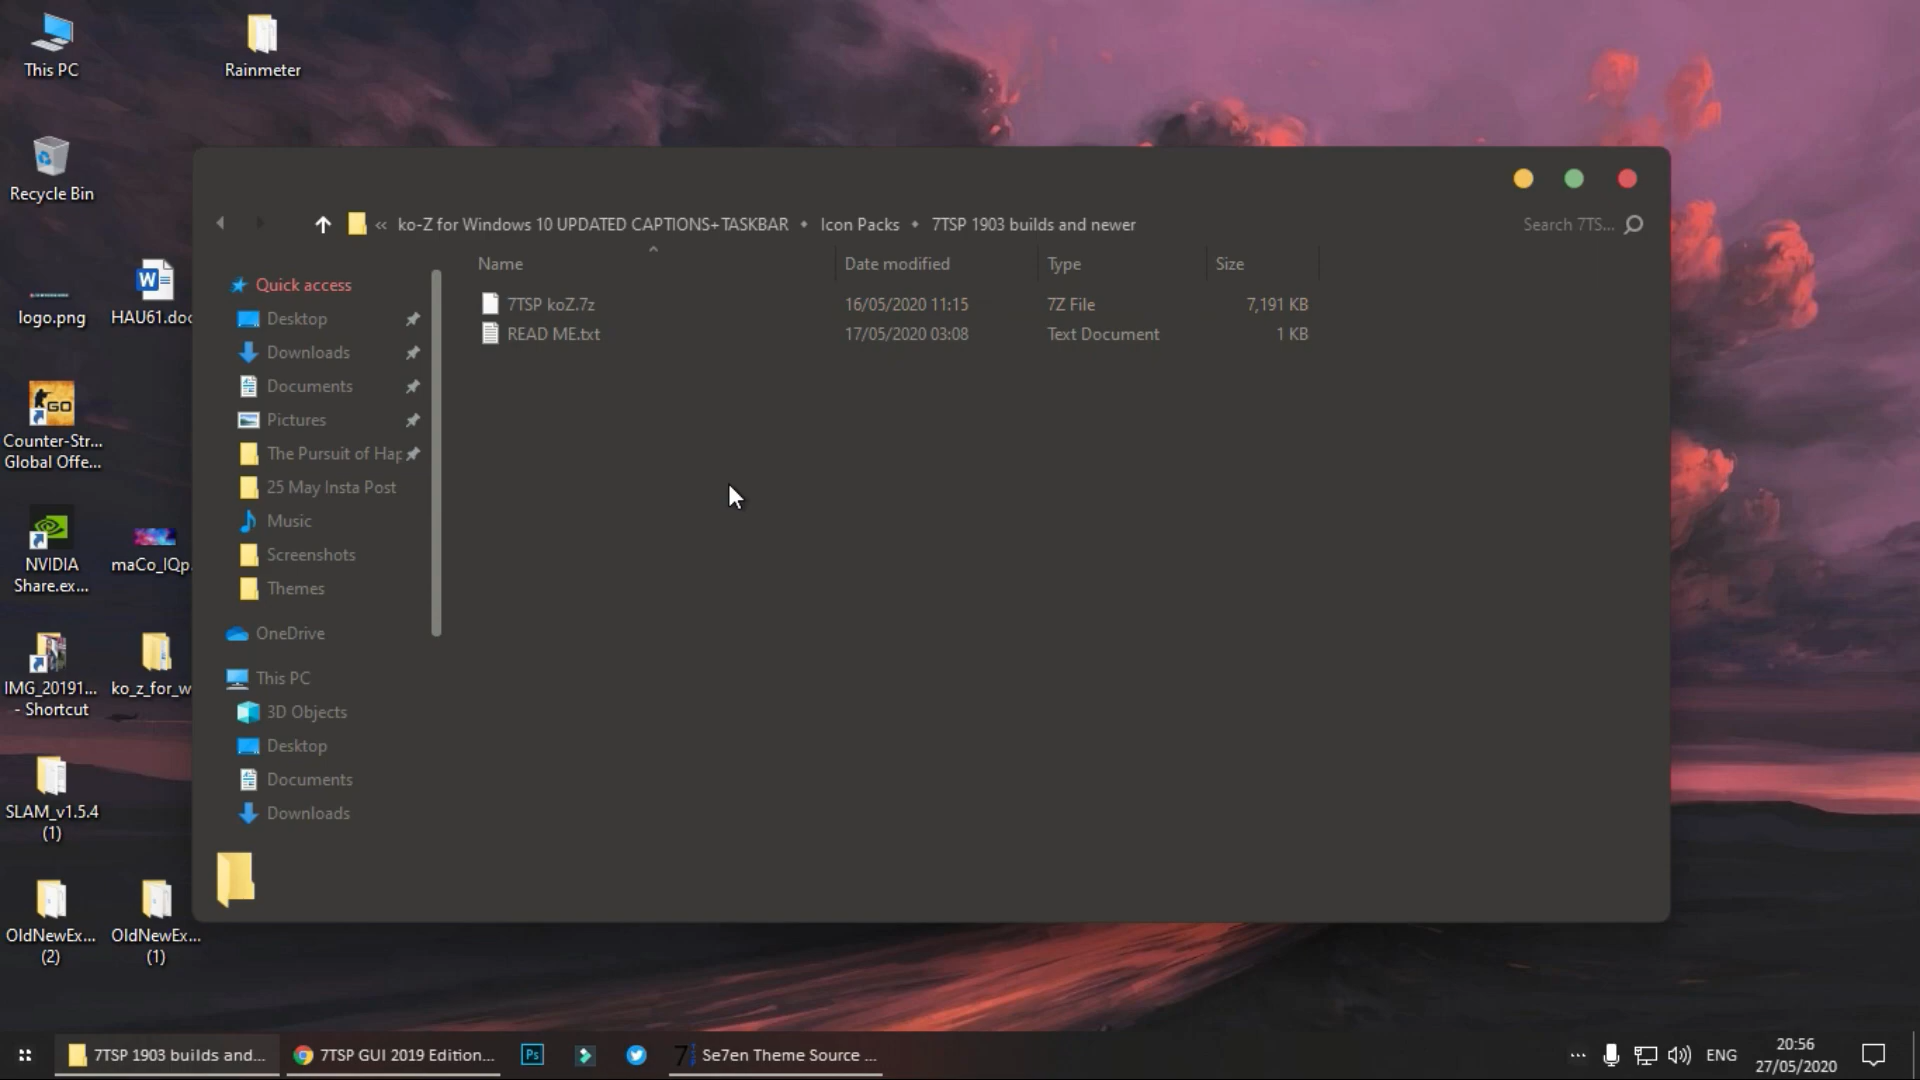 This PC
Rainmeter
Recycle Bin
logo.png
HAU61.doc
Counter-Str...
Global Offe...
GO
NVIDIA
Share.ex...
maCo_IQp.
IMG_20191...
- Shortcut
ko_z_for_w
SLAM_v1.5.4
(1)
OldNewEx...
(2)
OldNewEx...
(1)
« ko-Z for Windows 10 UPDATED CAPTIONS+TASKBAR • Icon Packs • 7TSP 1903 builds and newer
Search 7TS...
Name Date modified Type Size
7TSP koZ.7z 16/05/2020 11:15 7Z File 7,191 KB
READ ME.txt 17/05/2020 03:08 Text Document 1 KB
Quick access
Desktop
Downloads
Documents
Pictures
The Pursuit of Hap
25 May Insta Post
Music
Screenshots
Themes
OneDrive
This PC
3D Objects
Desktop
Documents
Downloads
7TSP 1903 builds and...
7TSP GUI 2019 Edition...
Ps
Se7en Theme Source ...
ENG
20:56
27/05/2020